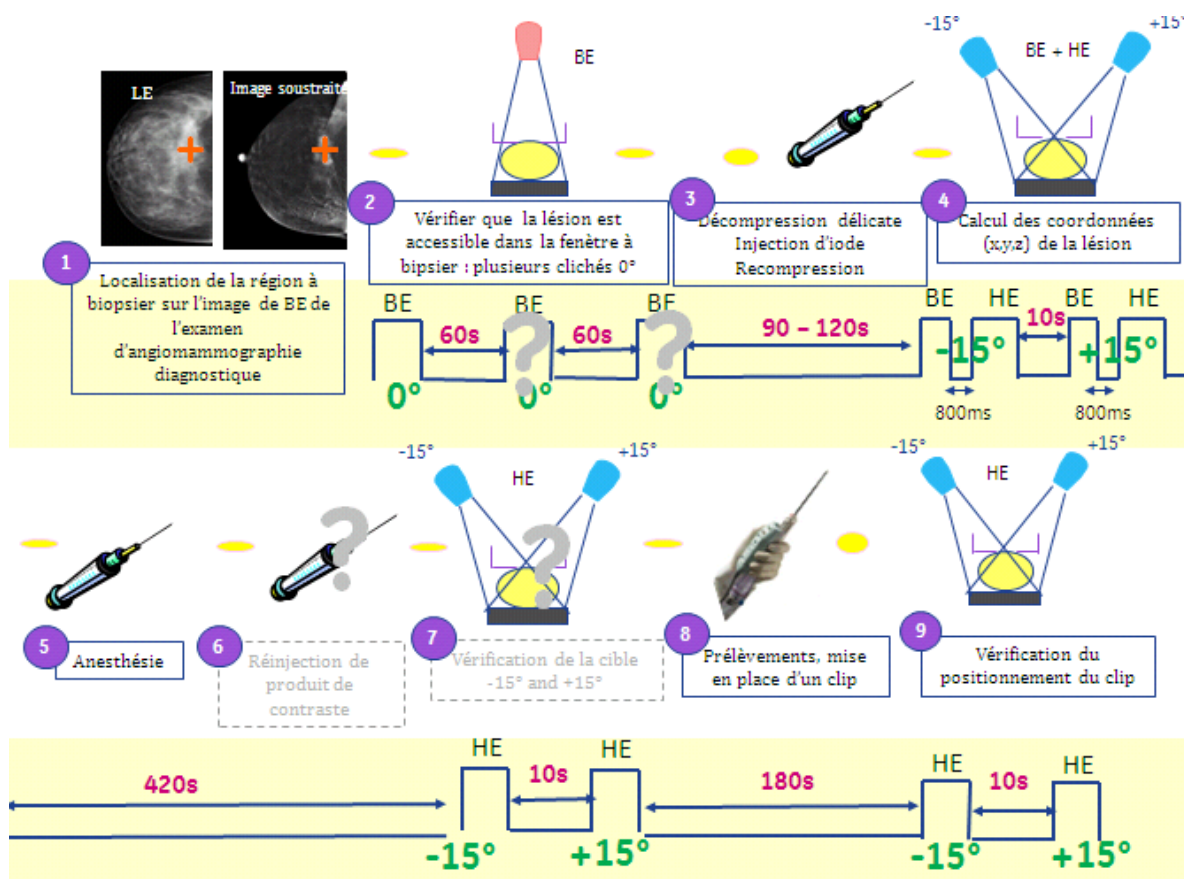 LE
Image soustraite
1
Localisation de la région à
biopsier sur l'image de BE de
l'examen
d'angiomammographie
diagnostique
BE
2
Vérifier que la lésion est
accessible dans la fenètre à
bipsier : plusieurs clichés 0°
3
Décompression délicate
Injection d'iode
Recompression
-15°
+15°
BE + HE
4
Calcul des coordonnées
(x,y,z) de la lésion
BE
60s
BE
?
60s
BE
?
90 – 120s
BE
HE
10s
BE
HE
-15°
+15°
0°
0°
0°
800ms
800ms
5
Anesthésie
?
6
Réinjection de
produit de
contraste
-15°
+15°
HE
?
7
Vérification de la cible
-15° and +15°
8
Prélèvements, mise
en place d'un clip
-15°
+15°
HE
9
Vérification du
positionnement du clip
420s
HE
10s
HE
180s
HE
10s
HE
-15°
+15°
-15°
+15°